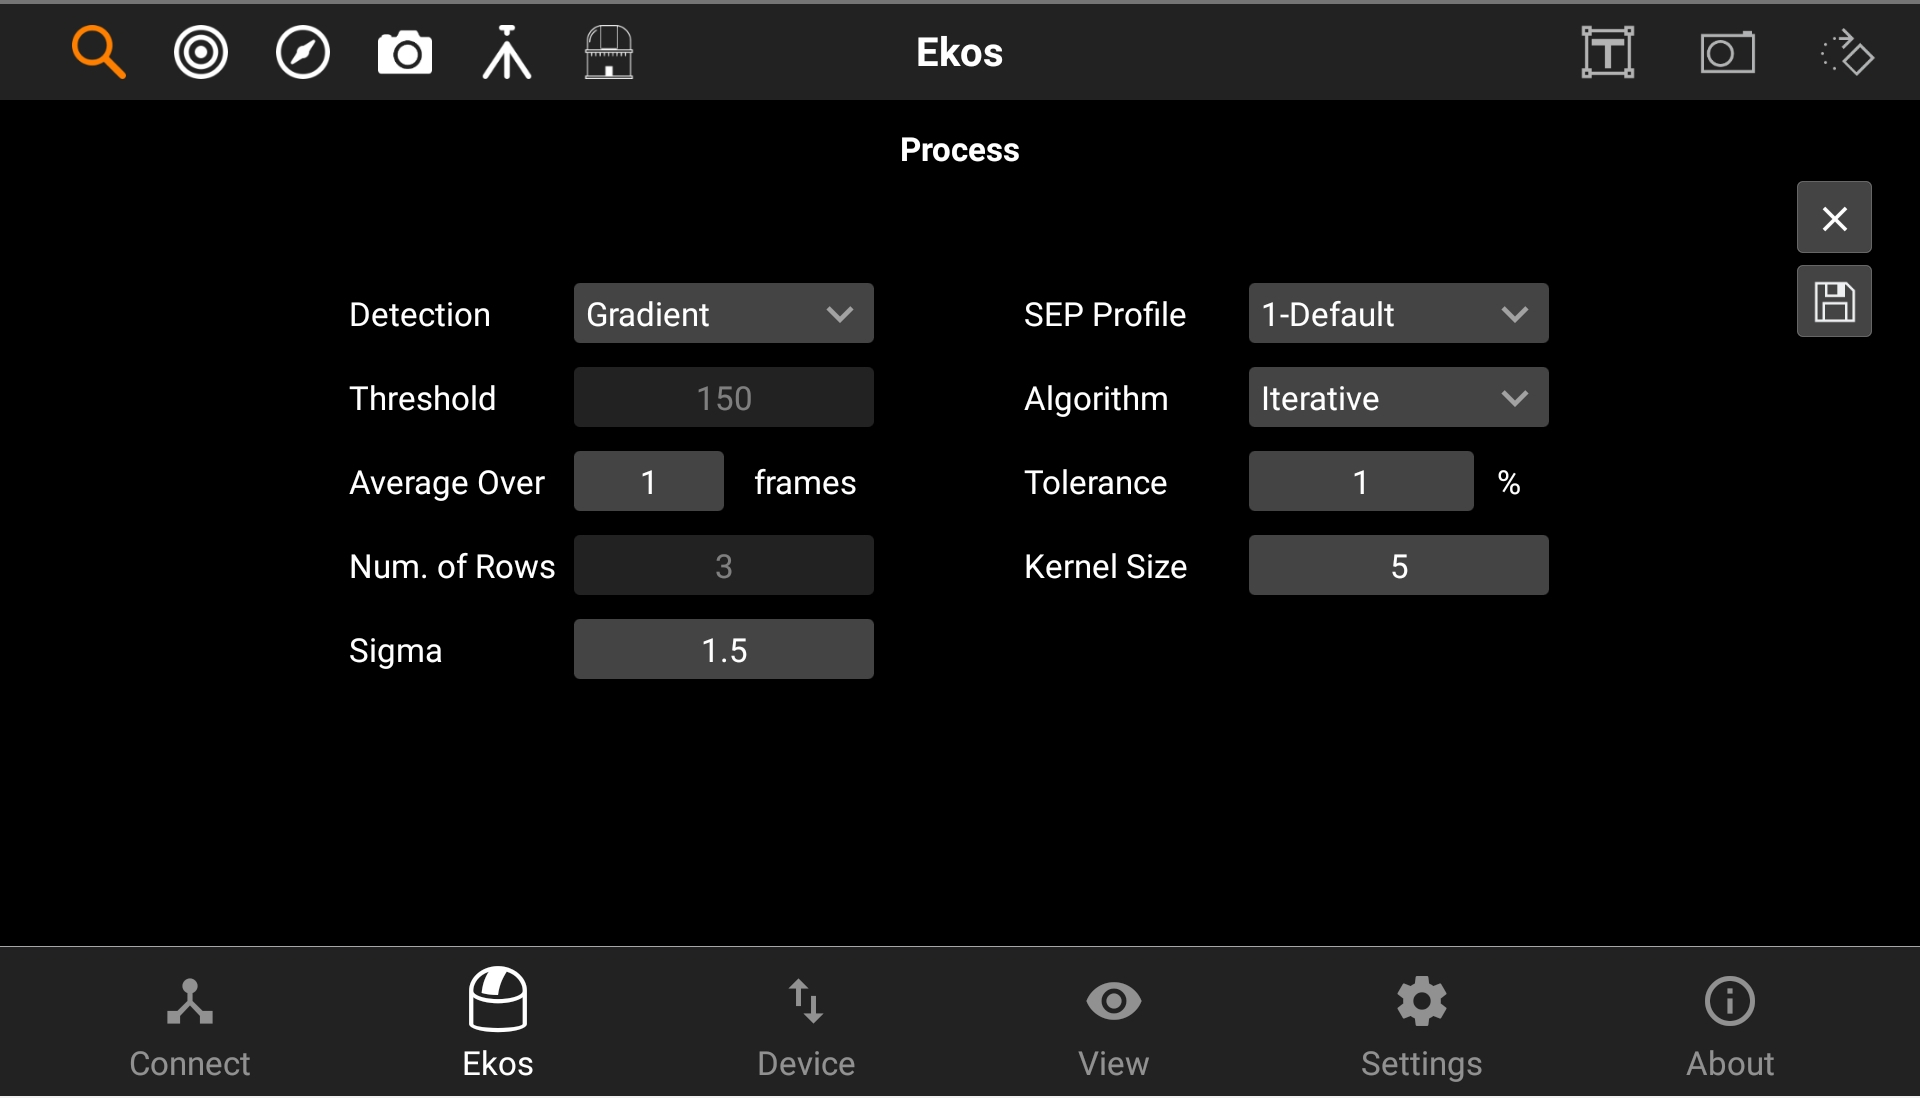 Ekos
Process
Detection Gradient SEP Profile 1-Default
Threshold 150 Algorithm Iterative
Average Over 1 frames Tolerance 1 %
Num. of Rows 3 Kernel Size 5
Sigma 1.5
Connect Ekos Device View Settings About